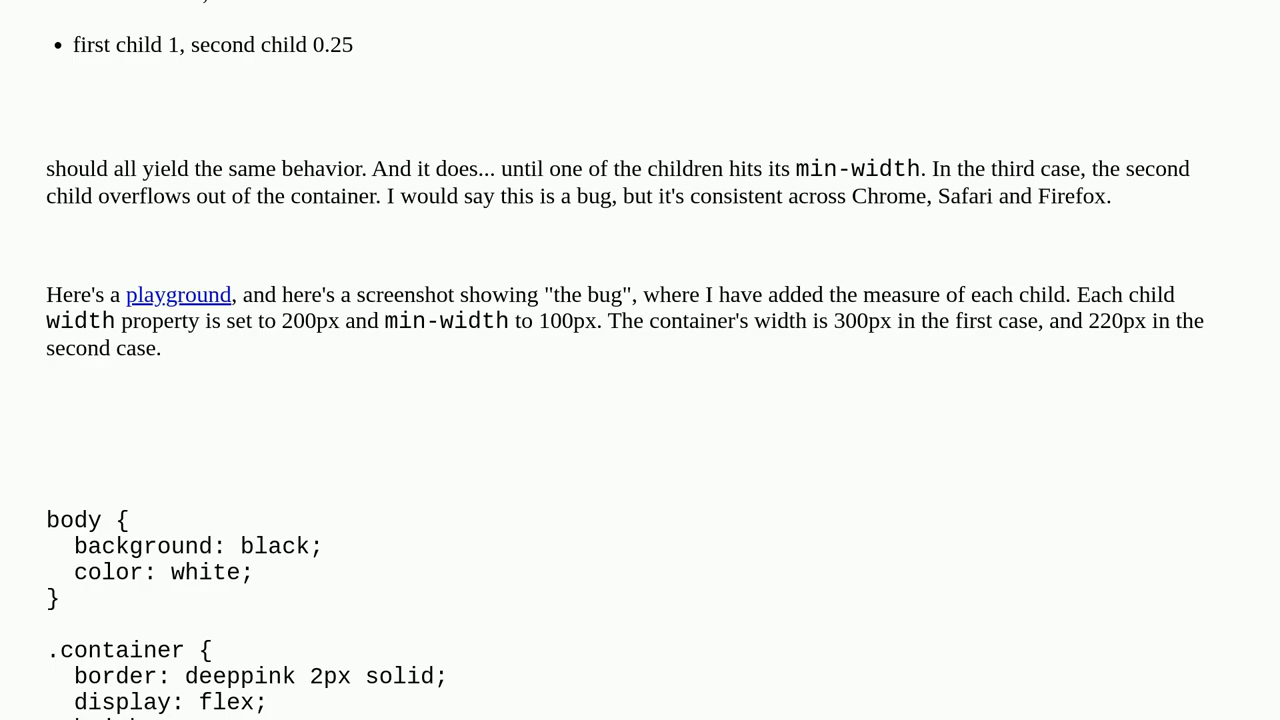 • first child 1, second child 0.25
should all yield the same behavior. And it does... until one of the children hits its min-width. In the third case, the second
child overflows out of the container. I would say this is a bug, but it's consistent across Chrome, Safari and Firefox.
Here's a playground, and here's a screenshot showing "the bug", where I have added the measure of each child. Each child
width property is set to 200px and min-width to 100px. The container's width is 300px in the first case, and 220px in the
second case.
body {
  background: black;
  color: white;
}
.container {
  border: deeppink 2px solid;
  display: flex;